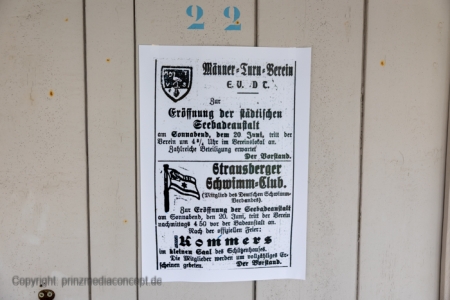 22
Männer-Turn-Verein
E. V. D. T.
Zur
Eröffnung der städtischen
Seebadeanstalt
am Sonnabend, dem 20 Juni, tritt der
Verein um 4 Uhr im Vereinslokal an.
Zahlreiche Beteiligung erwartet
Der Vorstand.
Strausberger
Schwimm-Club.
(Mitglied des Deutschen Schwimm-
Verbandes).
Zur Eröffnung der Seebadeanstalt
am Sonnabend, den 20. Juni, tritt der Verein
nachmittags 4.50 vor der Badeanstalt an.
Nach der offiziellen Feier:
Kommers
im kleinen Saal des Schützenhauses.
Die Mitglieder werden um vollzähliges Er-
scheinen gebeten. Der Vorstand.
Copyright prinzmediaconcept.de